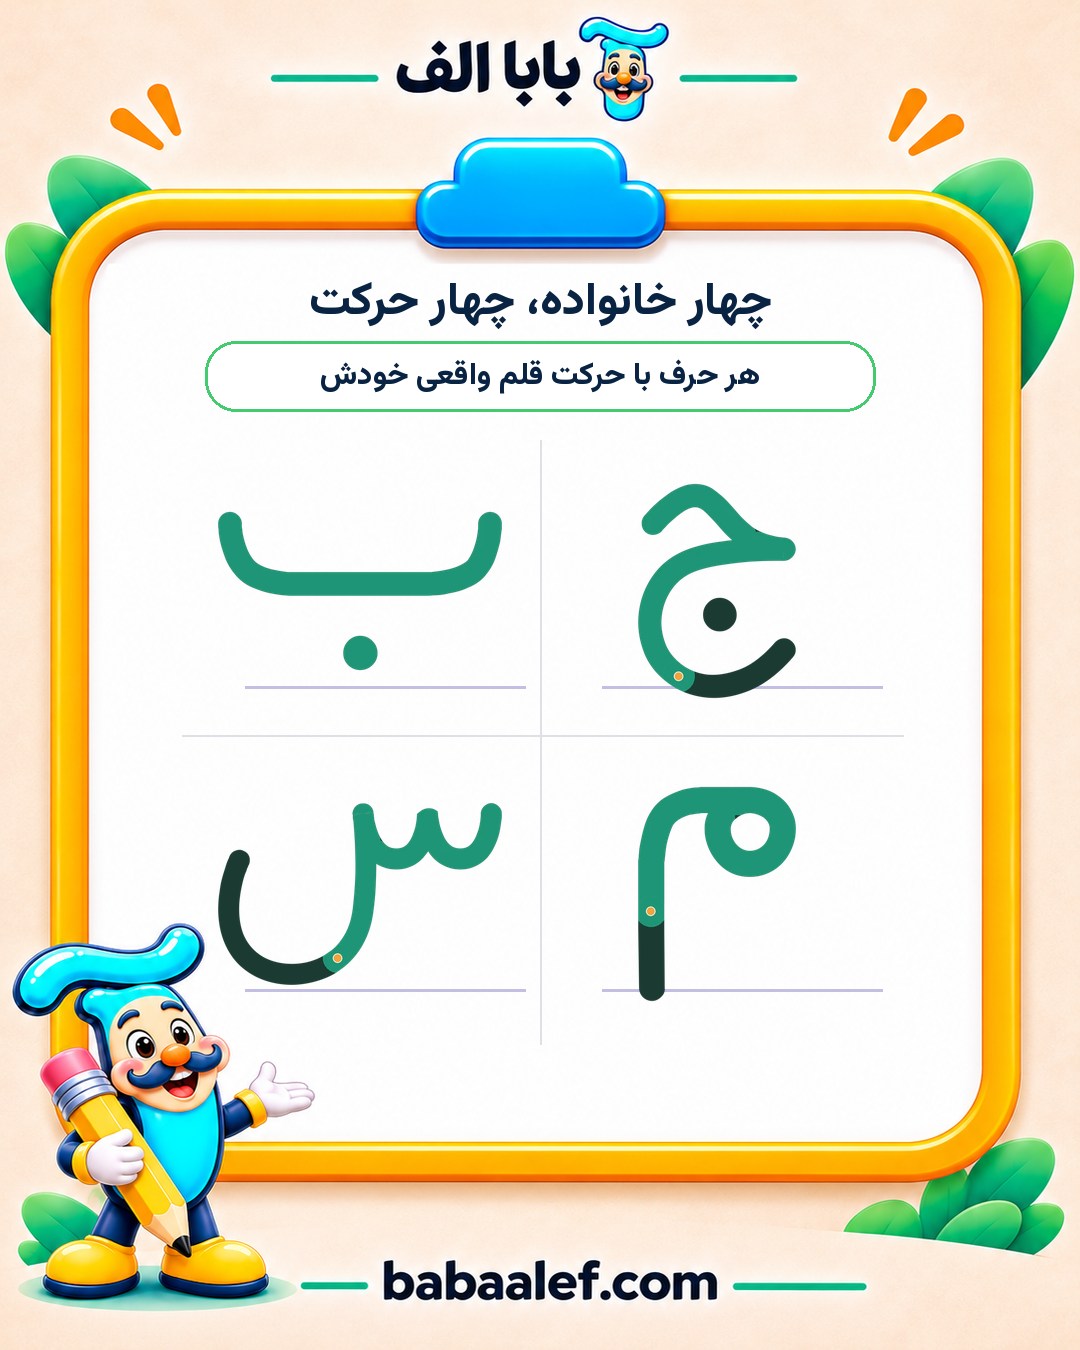 بابا الف
چهار خانواده، چهار حرکت
هر حرف با حرکت قلم واقعی خودش
ج ب
م س
babaalef.com